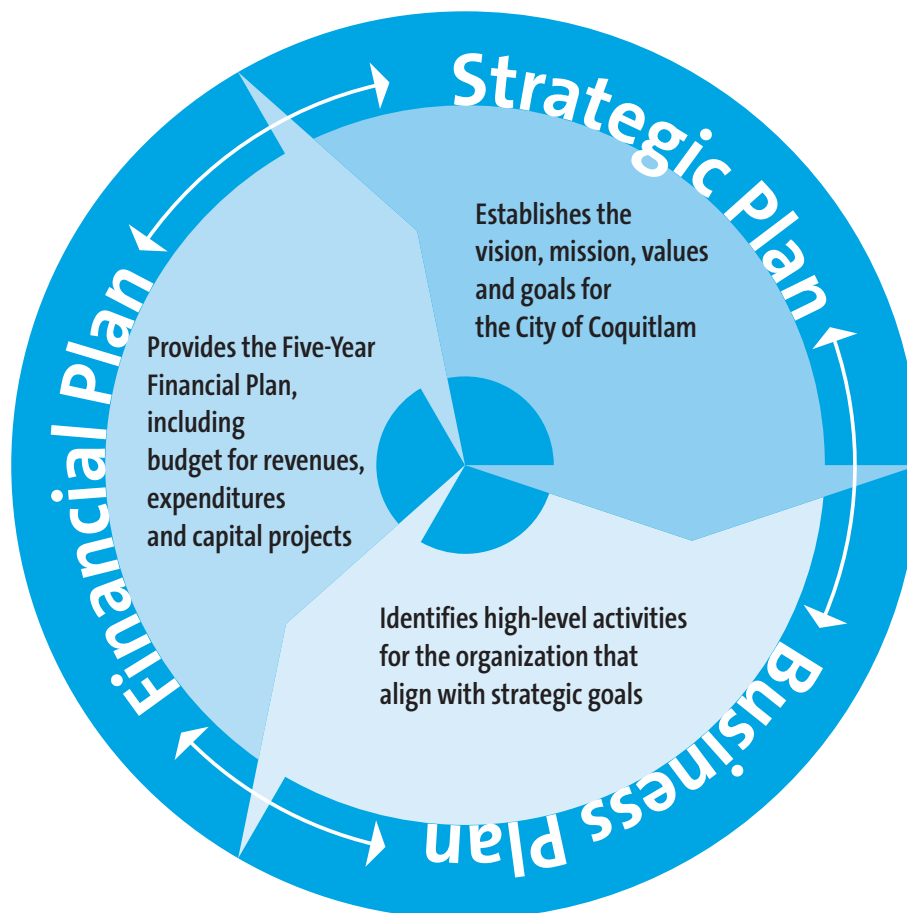 Strategic Plan
Establishes the
vision, mission, values
and goals for
the City of Coquitlam
Business Plan
Identifies high-level activities
for the organization that
align with strategic goals
Financial Plan
Provides the Five-Year
Financial Plan,
including
budget for revenues,
expenditures
and capital projects